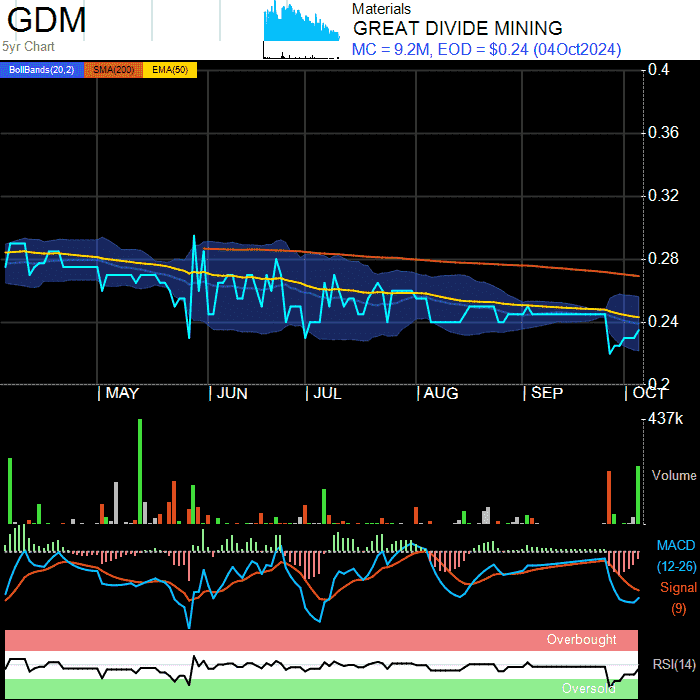 GDM
5yr Chart
Materials
GREAT DIVIDE MINING
MC = 9.2M, EOD = $0.24 (04Oct2024)
BollBands(20,2) SMA(200) EMA(50)
0.4
0.36
0.32
0.28
0.24
0.2
MAY JUN JUL AUG SEP OCT
437k
Volume
MACD
(12-26)
Signal
(9)
Overbought
RSI(14)
Oversold